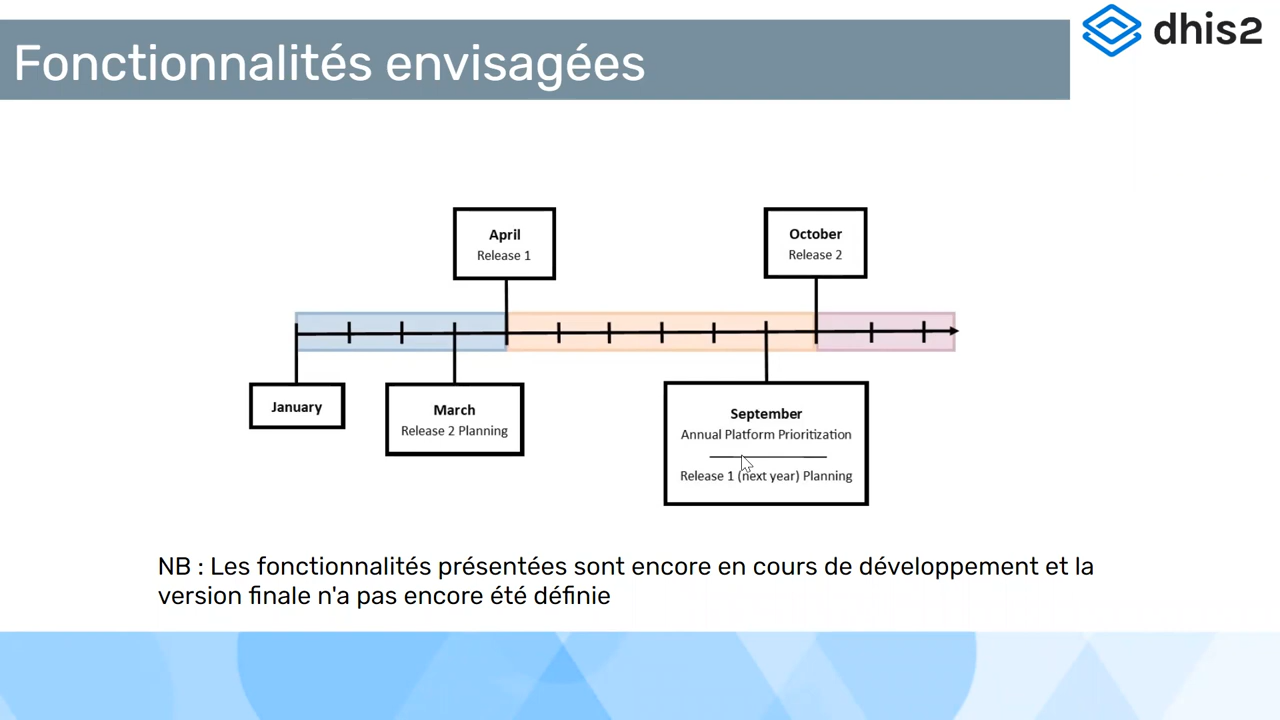 Fonctionnalités envisagées
dhis2
April
Release 1
October
Release 2
January
March
Release 2 Planning
September
Annual Platform Prioritization
Release 1 (next year) Planning
NB : Les fonctionnalités présentées sont encore en cours de développement et la
version finale n'a pas encore été définie